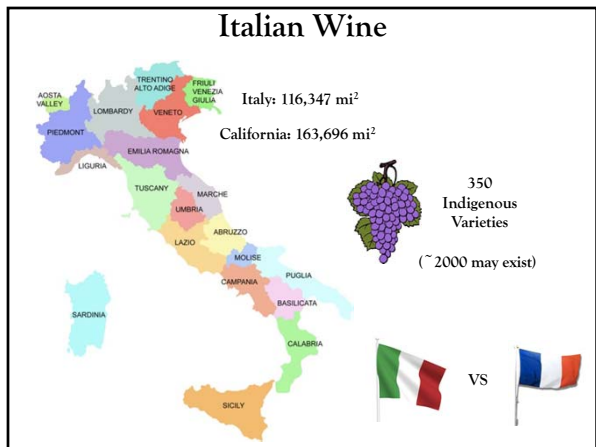 Italian Wine
TRENTINO
ALTO ADIGE
FRIULI
VENEZIA
GIULIA
AOSTA
VALLEY
LOMBARDY
VENETO
Italy: 116,347 mi²
PIEDMONT
California: 163,696 mi²
EMILIA ROMAGNA
LIGURIA
TUSCANY
MARCHE
UMBRIA
350
Indigenous
Varieties
LAZIO
ABRUZZO
(~2000 may exist)
MOLISE
CAMPANIA
PUGLIA
BASILICATA
SARDINIA
CALABRIA
VS
SICILY